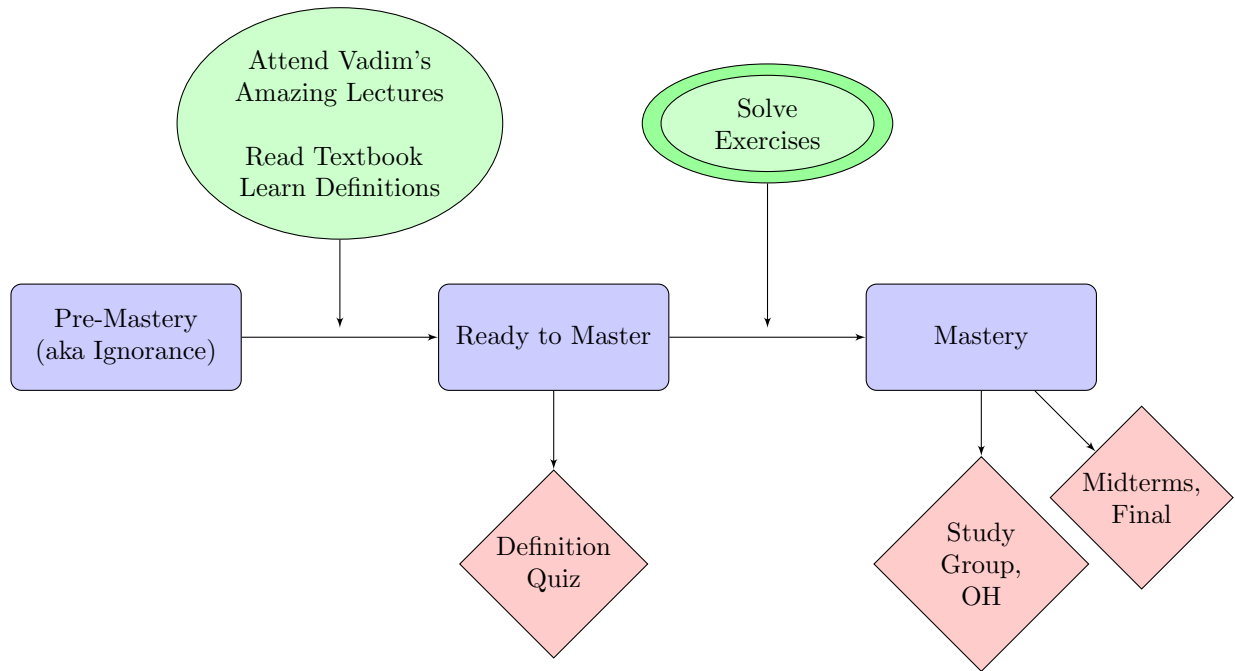 Attend Vadim's
Amazing Lectures
Read Textbook
Learn Definitions
Solve
Exercises
Pre-Mastery
(aka Ignorance)
Ready to Master
Mastery
Definition
Quiz
Study
Group,
OH
Midterms,
Final